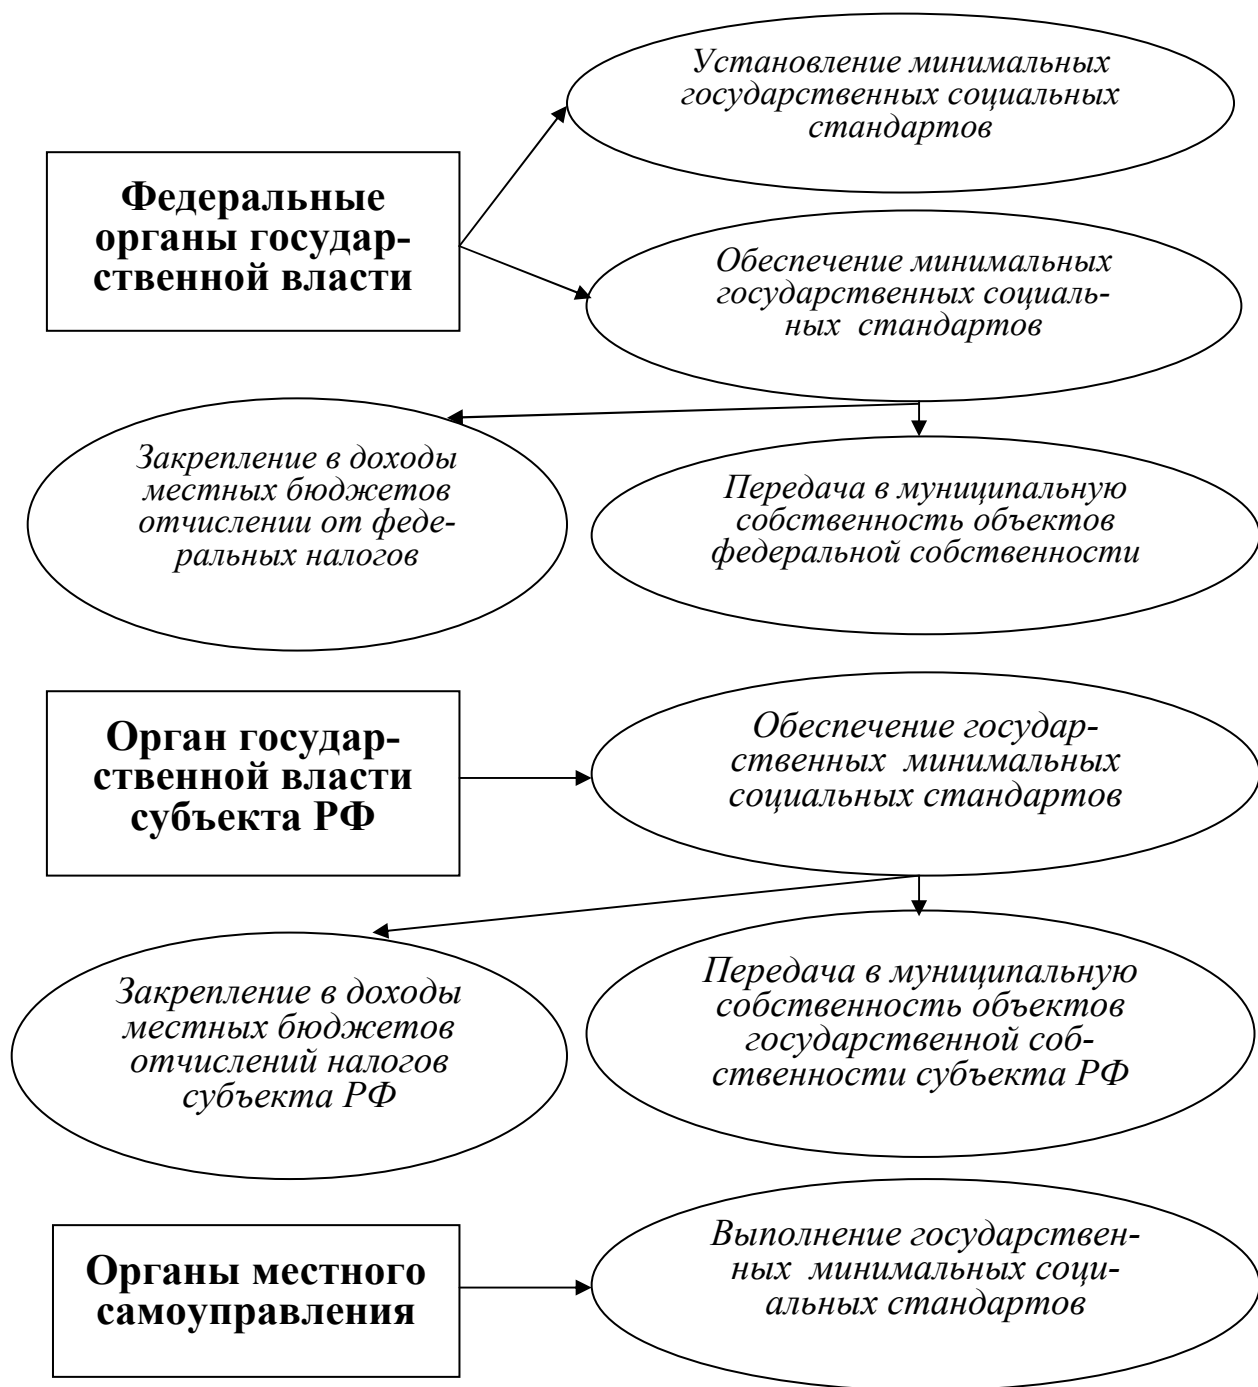 Установление минимальных
государственных социальных
стандартов
Федеральные
органы государ-
ственной власти
Обеспечение минимальных
государственных социаль-
ных стандартов
Закрепление в доходы
местных бюджетов
отчислении от феде-
ральных налогов
Передача в муниципальную
собственность объектов
федеральной собственности
Орган государ-
ственной власти
субъекта РФ
Обеспечение государ-
ственных минимальных
социальных стандартов
Закрепление в доходы
местных бюджетов
отчислений налогов
субъекта РФ
Передача в муниципальную
собственность объектов
государственной соб-
ственности субъекта РФ
Органы местного
самоуправления
Выполнение государствен-
ных минимальных соци-
альных стандартов